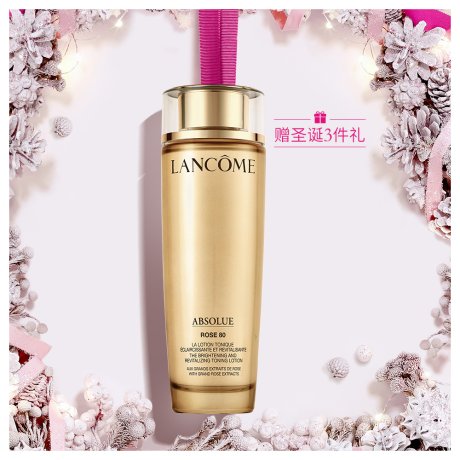 赠圣诞3件礼
LANCÔME
ABSOLUE
ROSE 80
LA LOTION TONIQUE
ÉCLAIRCISSANTE ET REVITALISANTE
THE BRIGHTENING AND
REVITALIZING TONING LOTION
AUX GRANDS EXTRAITS DE ROSE
WITH GRAND ROSE EXTRACTS